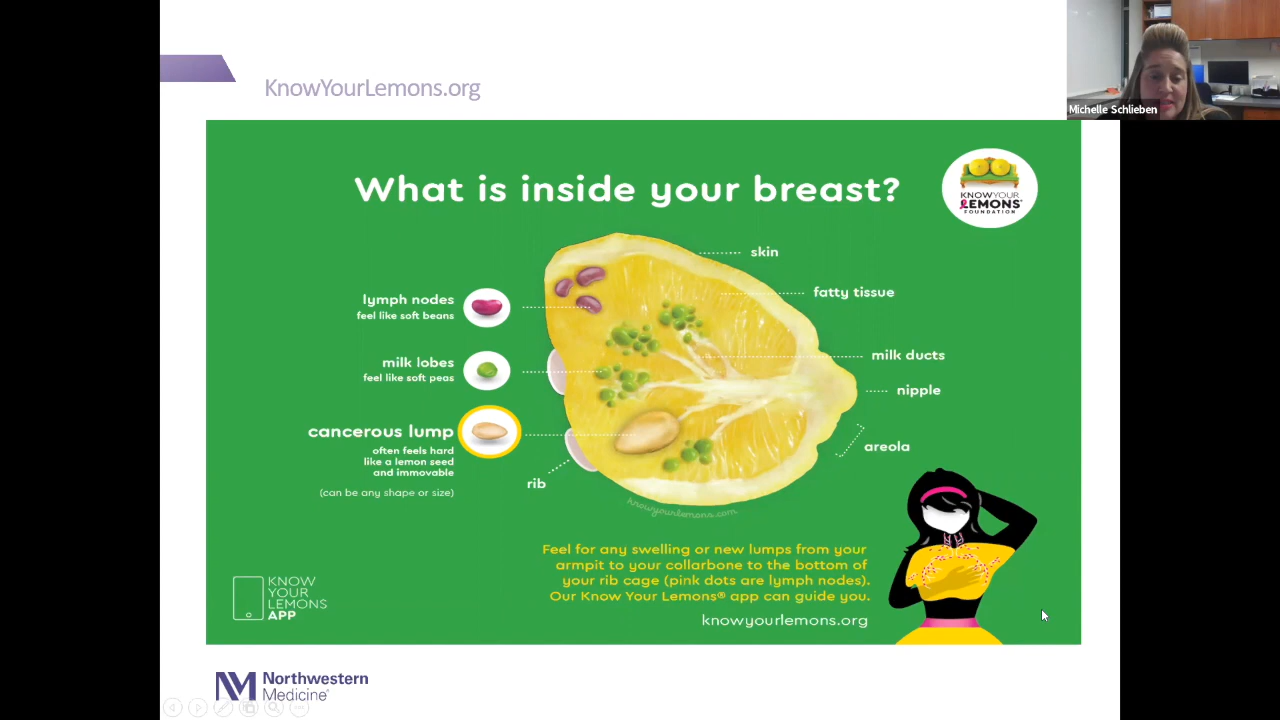 KnowYourLemons.org
Michelle Schlieben
What is inside your breast?
KNOW YOUR
LEMONS®
FOUNDATION
skin
fatty tissue
milk ducts
nipple
areola
lymph nodes
feel like soft beans
milk lobes
feel like soft peas
cancerous lump
often feels hard
like a lemon seed
and immovable
(can be any shape or size)
rib
knowyourlemons.com
Feel for any swelling or new lumps from your
armpit to your collarbone to the bottom of
your rib cage (pink dots are lymph nodes).
Our Know Your Lemons® app can guide you.
knowyourlemons.org
KNOW
YOUR
LEMONS
APP
Northwestern
Medicine®